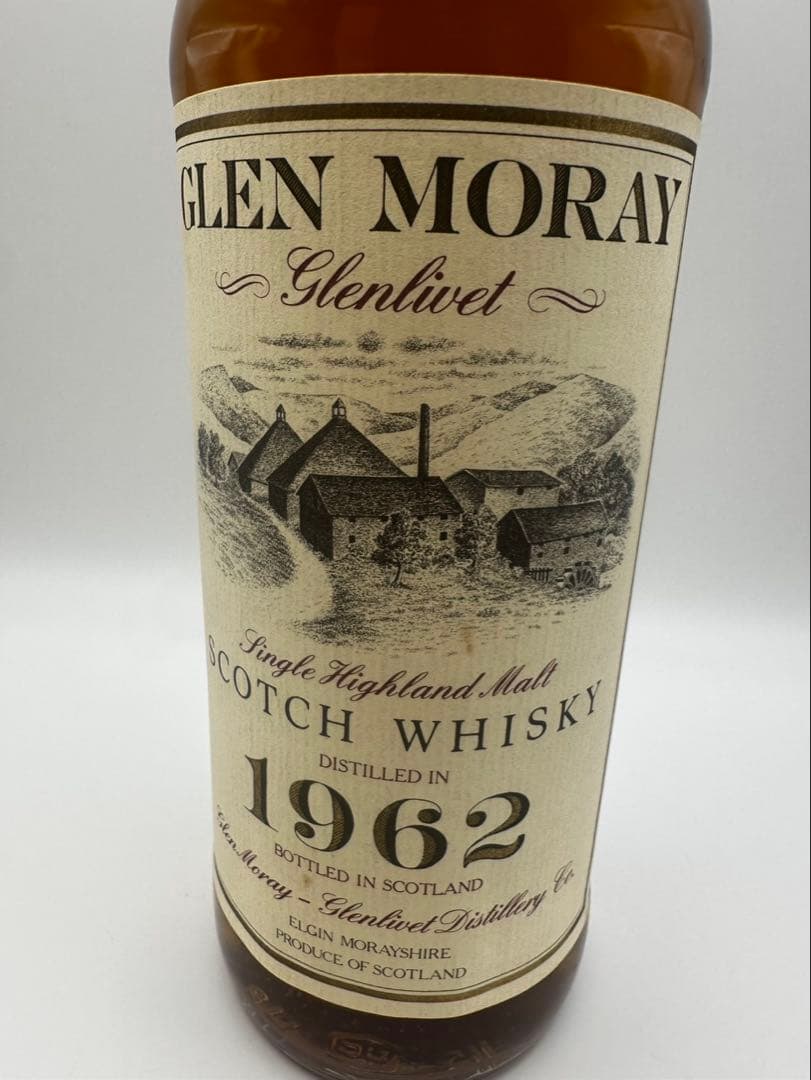 GLEN MORAY
Glenlivet
Single Highland Malt
SCOTCH WHISKY
DISTILLED IN
1962
BOTTLED IN SCOTLAND
Glen Moray - Glenlivet Distillery Co.
ELGIN MORAYSHIRE
PRODUCE OF SCOTLAND